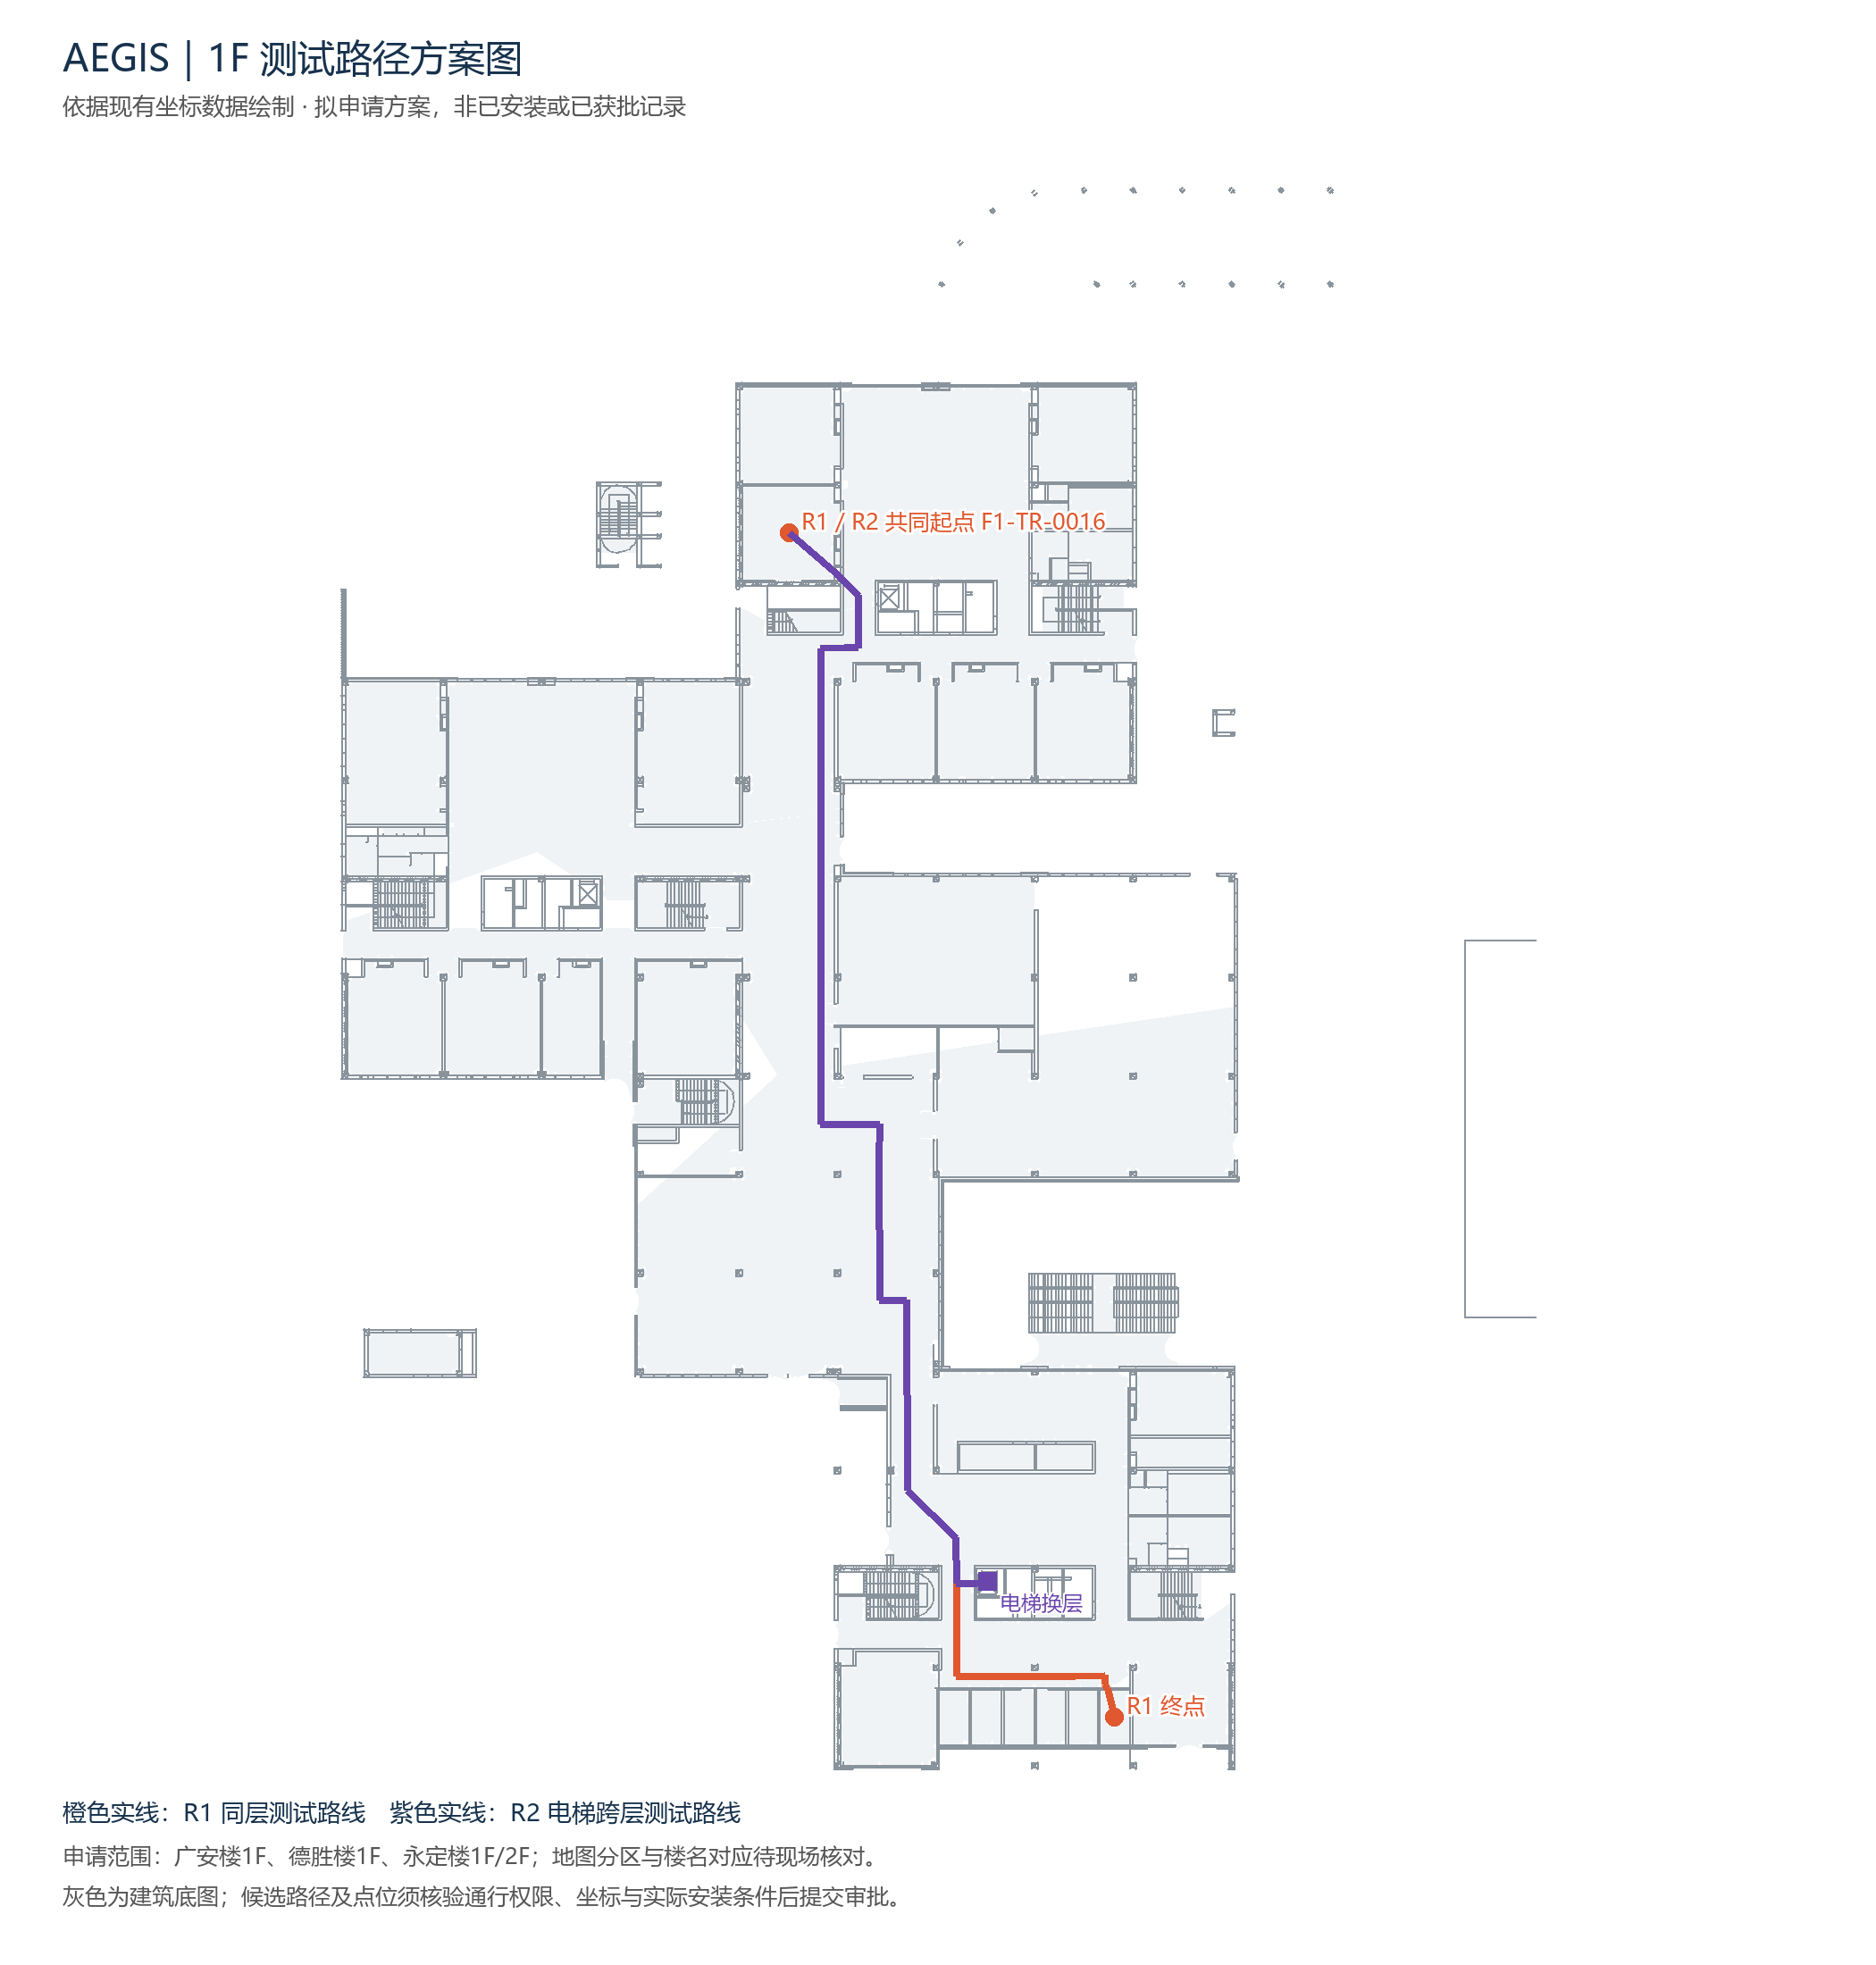 AEGIS｜1F 测试路径方案图
依据现有坐标数据绘制 · 拟申请方案，非已安装或已获批记录
R1 / R2 共同起点 F1-TR-0016
电梯换层
R1 终点
橙色实线：R1 同层测试路线　紫色实线：R2 电梯跨层测试路线
申请范围：广安楼1F、德胜楼1F、永定楼1F/2F；地图分区与楼名对应待现场核对。
灰色为建筑底图；候选路径及点位须核验通行权限、坐标与实际安装条件后提交审批。